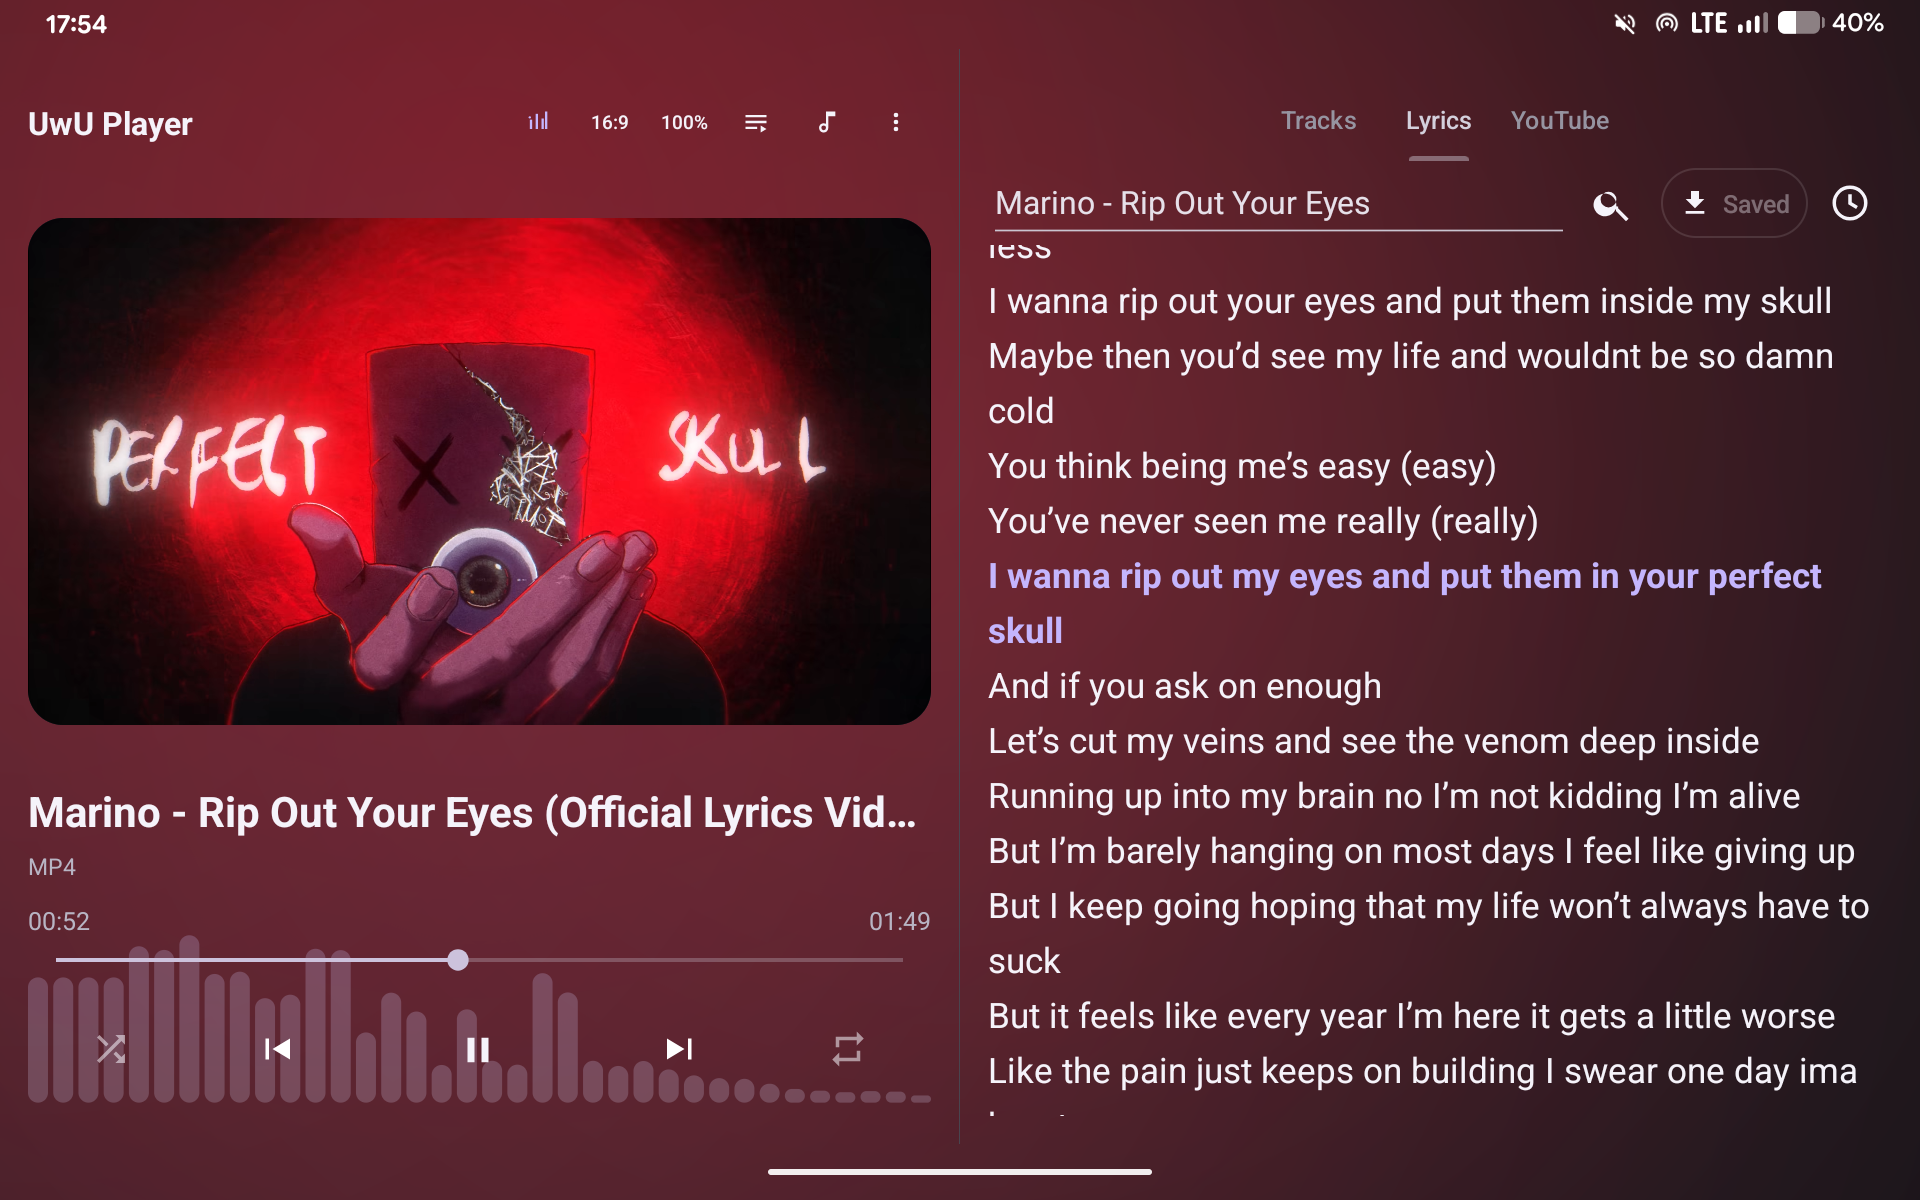 17:54
LTE
40%
UwU Player
16:9
100%
PERFECT SKULL
Marino - Rip Out Your Eyes (Official Lyrics Vid...
MP4
00:52
01:49
Tracks
Lyrics
YouTube
Marino - Rip Out Your Eyes
Saved
less
I wanna rip out your eyes and put them inside my skull
Maybe then you’d see my life and wouldnt be so damn
cold
You think being me’s easy (easy)
You’ve never seen me really (really)
I wanna rip out my eyes and put them in your perfect
skull
And if you ask on enough
Let’s cut my veins and see the venom deep inside
Running up into my brain no I’m not kidding I’m alive
But I’m barely hanging on most days I feel like giving up
But I keep going hoping that my life won’t always have to
suck
But it feels like every year I’m here it gets a little worse
Like the pain just keeps on building I swear one day ima